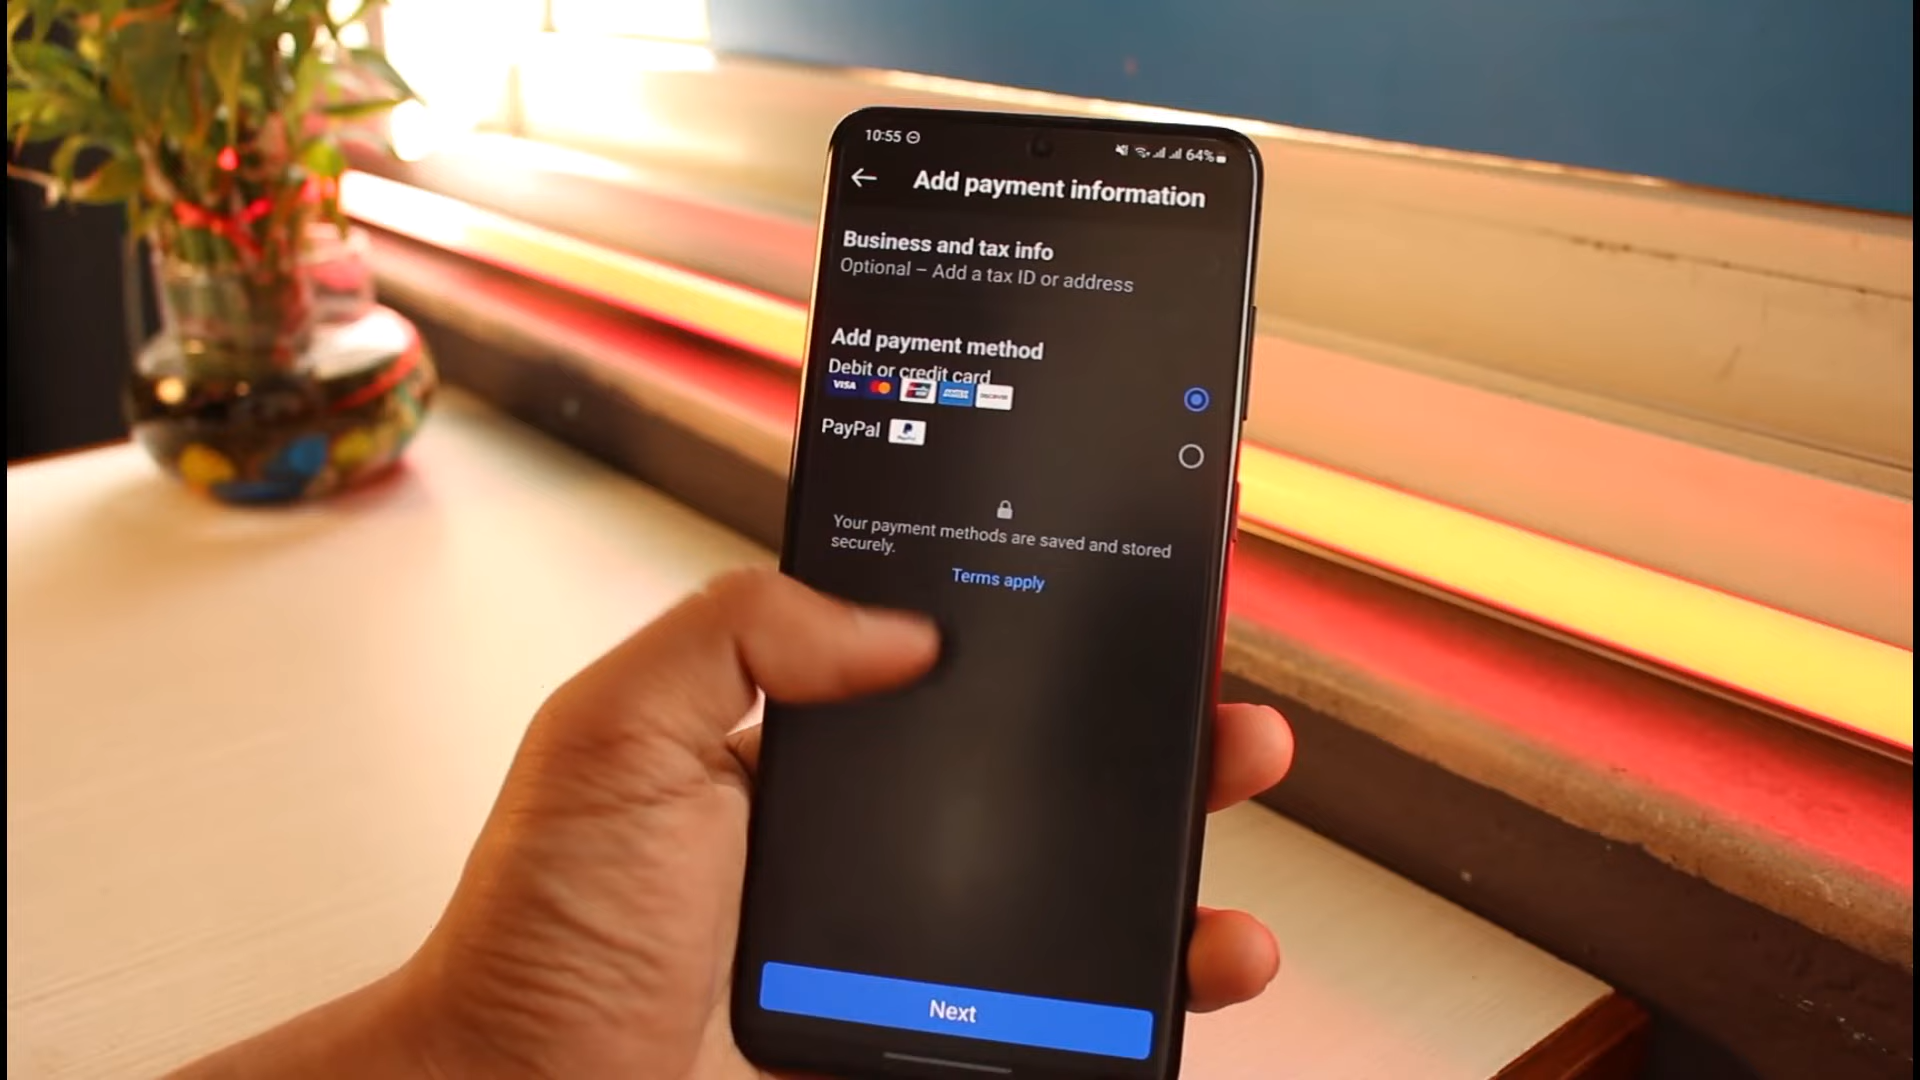 10:55
64%
Add payment information
Business and tax info
Optional – Add a tax ID or address
Add payment method
Debit or credit card
VISA
AMEX
DISCOVER
PayPal
Your payment methods are saved and stored
securely.
Terms apply
Next